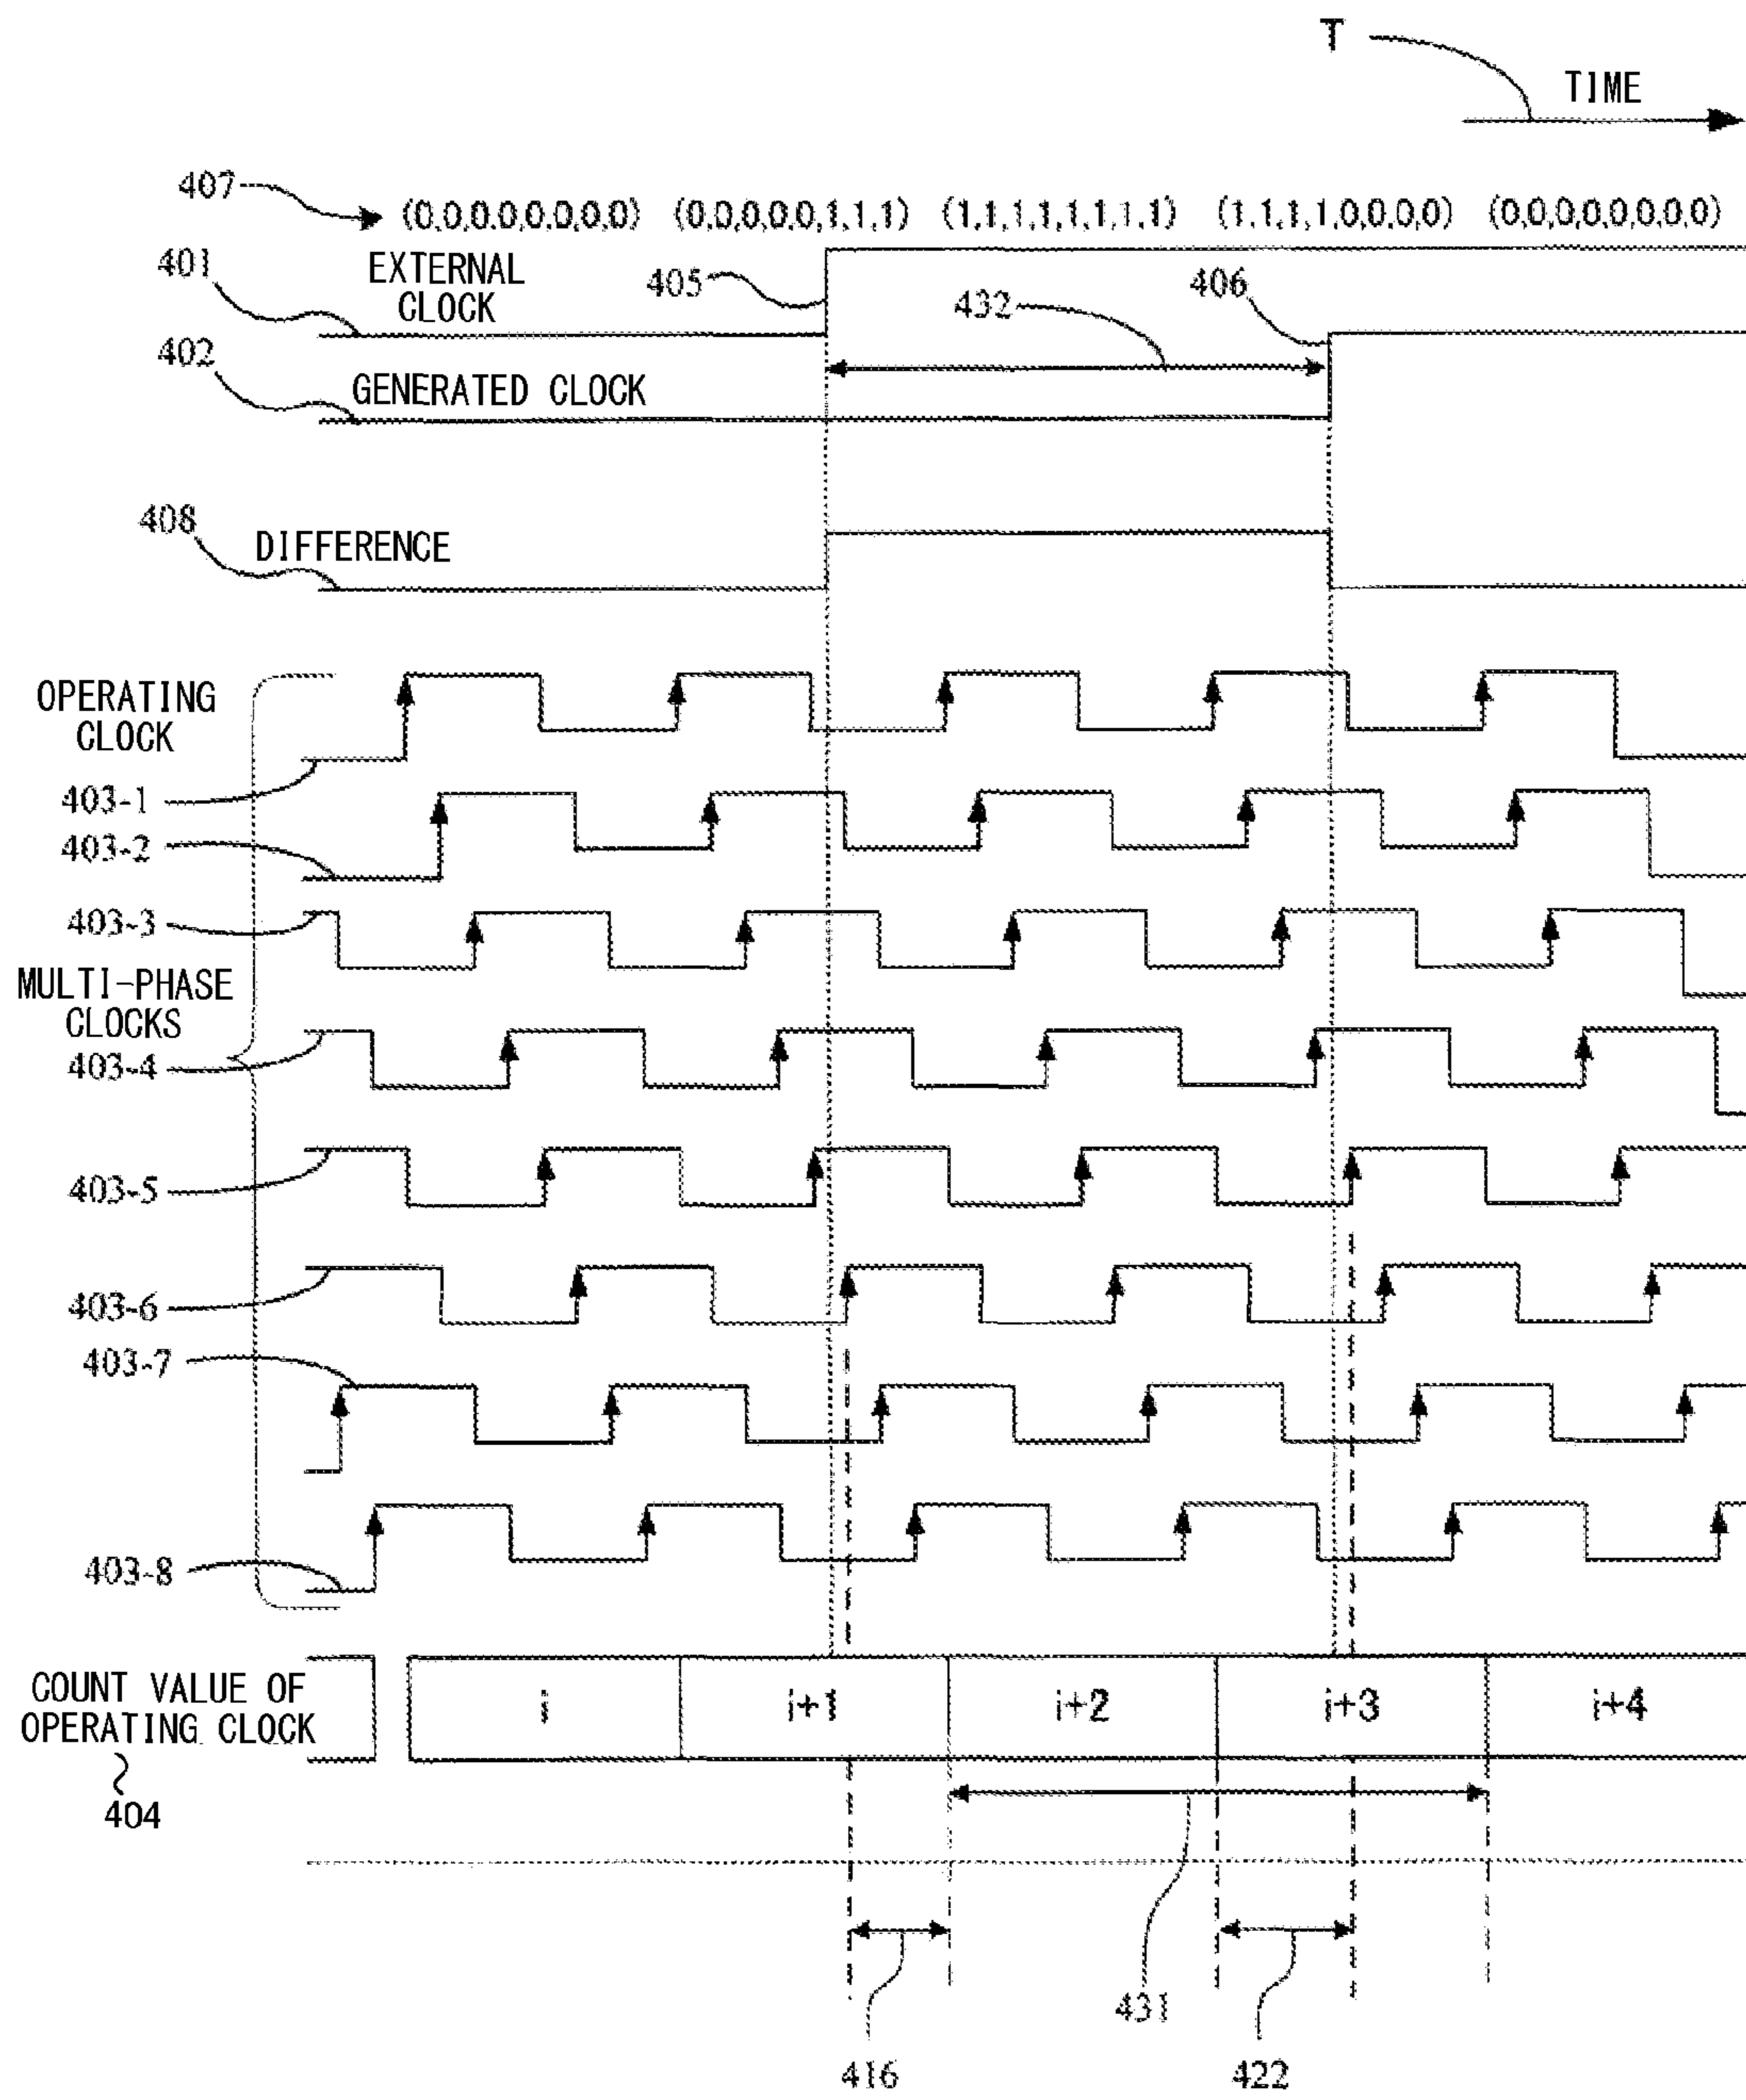 T
TIME
407
(0,0,0,0,0,0,0,0) (0,0,0,0,0,1,1,1) (1,1,1,1,1,1,1,1) (1,1,1,1,0,0,0,0) (0,0,0,0,0,0,0,0)
401
EXTERNAL
CLOCK
405
432
406
402
GENERATED CLOCK
408
DIFFERENCE
OPERATING
CLOCK
403-1
403-2
403-3
MULTI-PHASE
CLOCKS
403-4
403-5
403-6
403-7
403-8
COUNT VALUE OF
OPERATING CLOCK
404
i
i+1
i+2
i+3
i+4
416
431
422